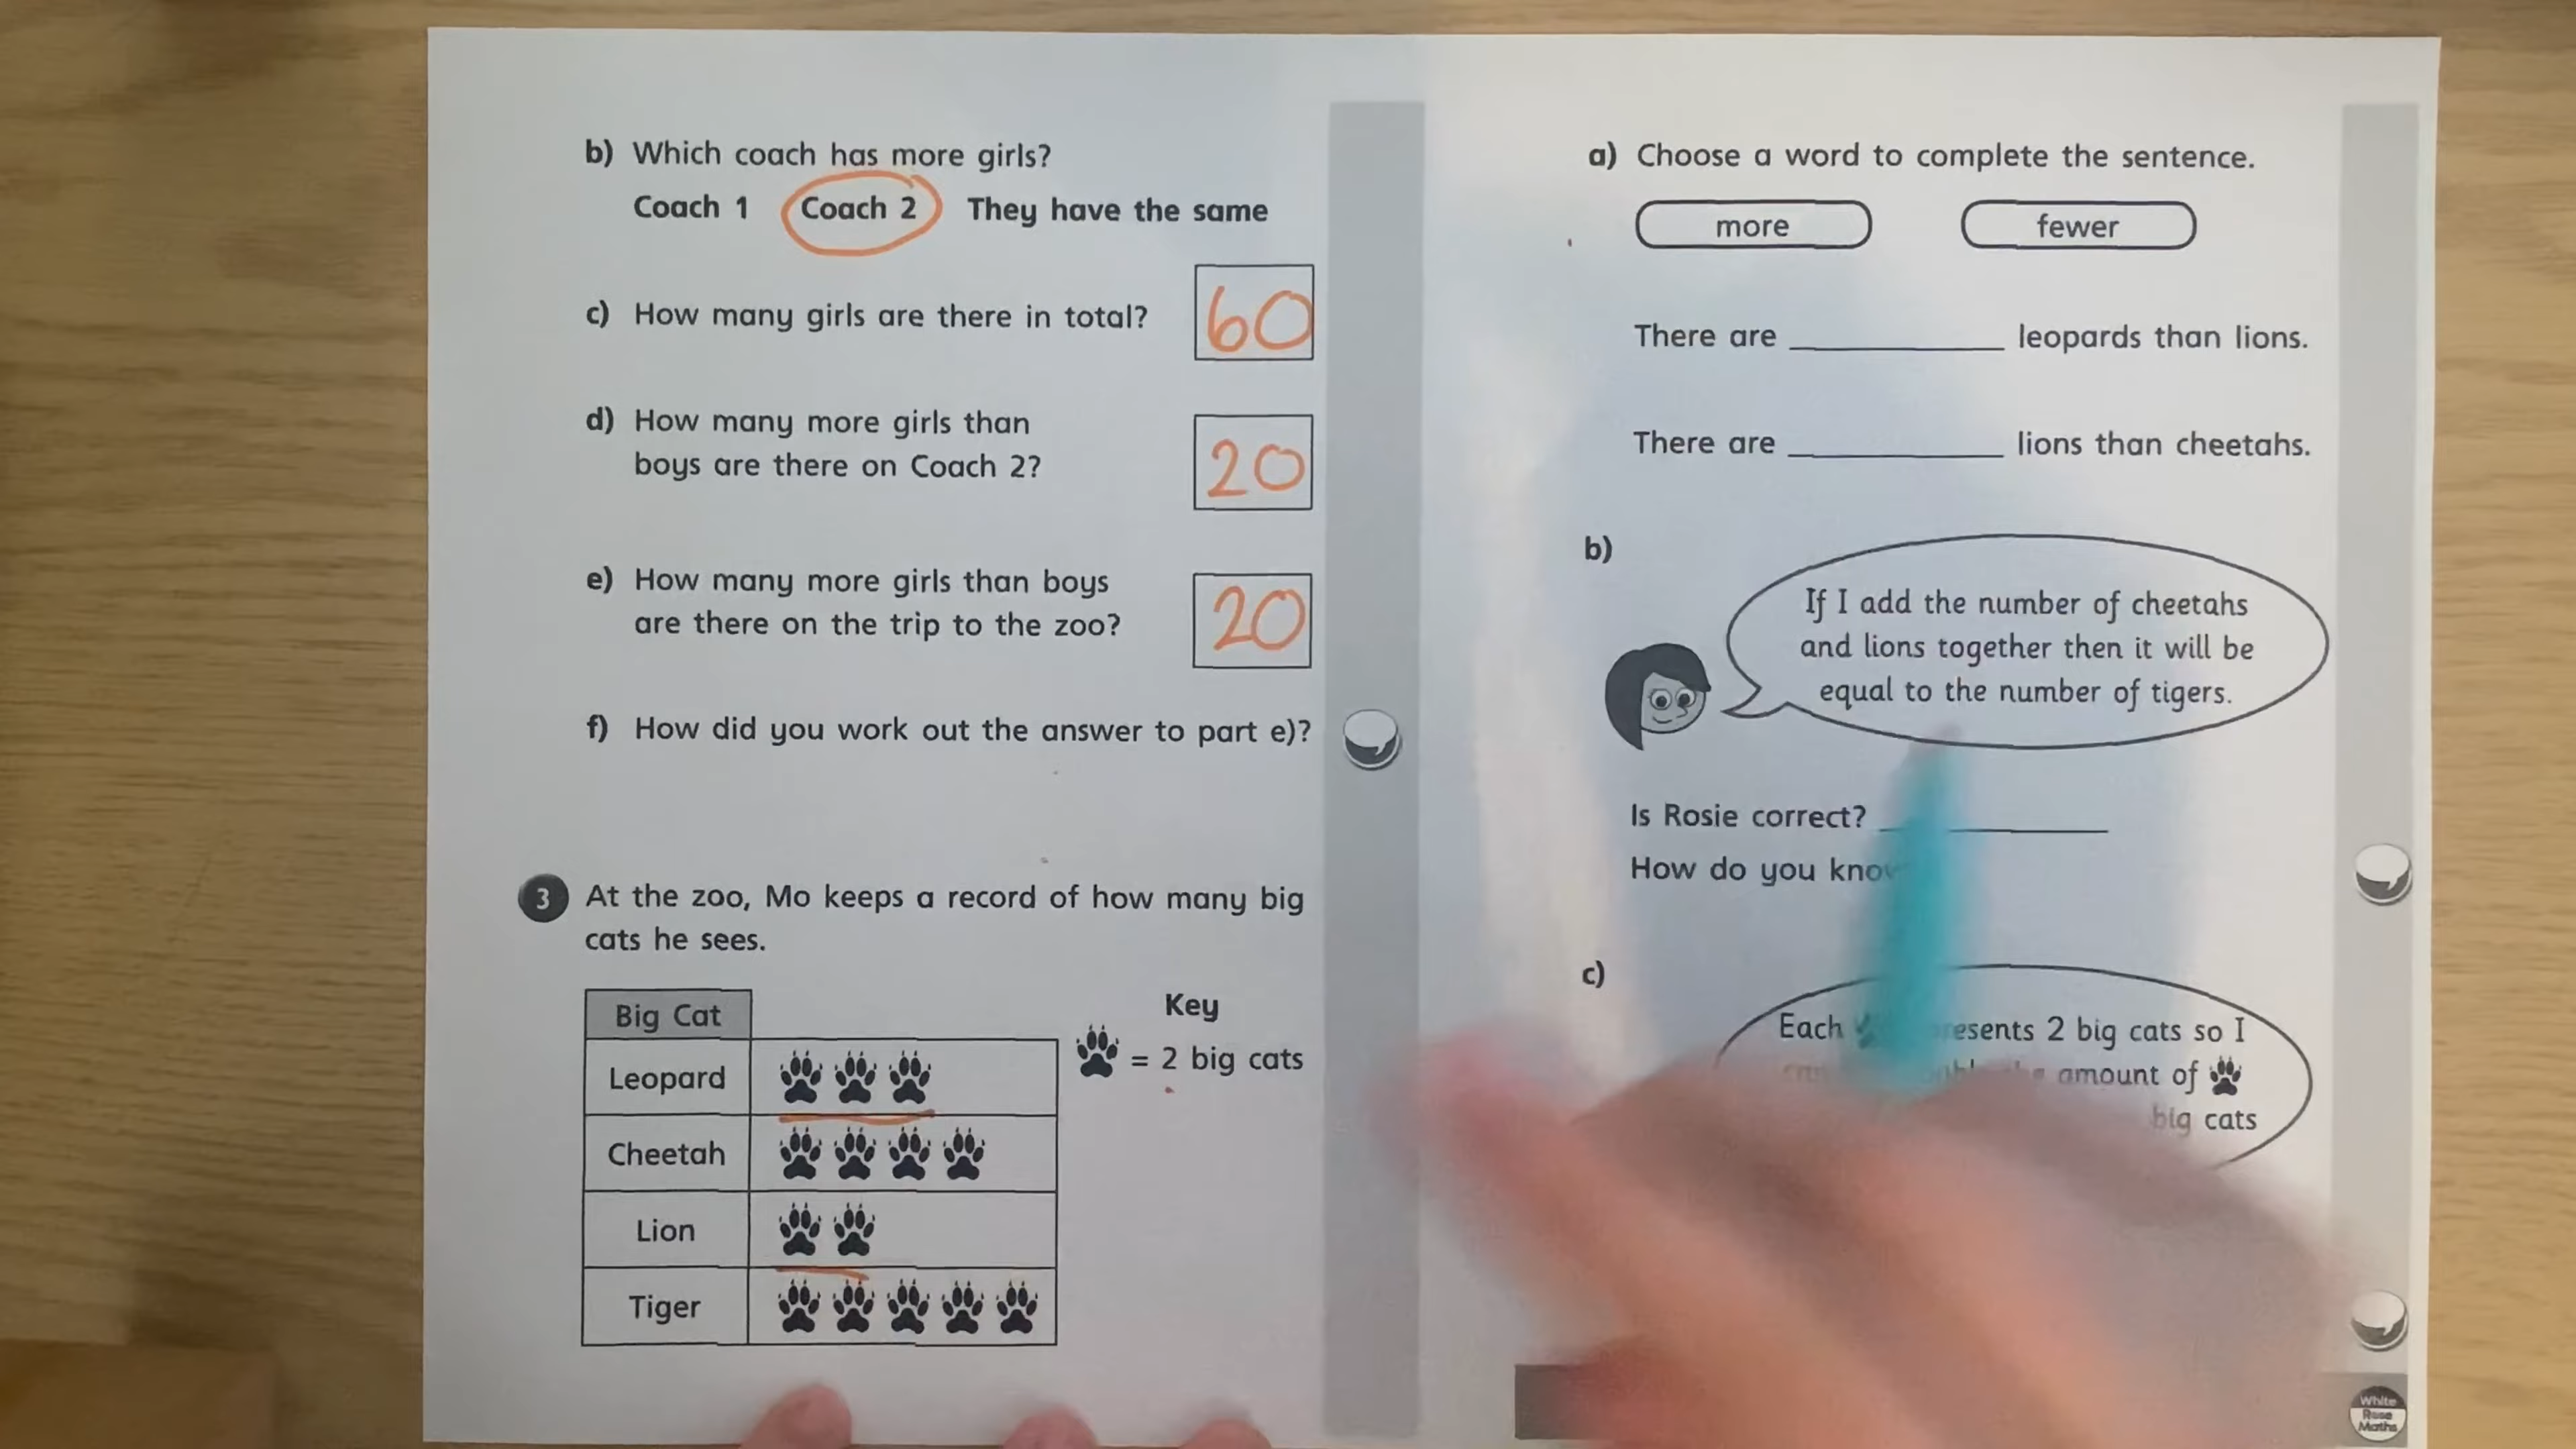 b) Which coach has more girls?
Coach 1 Coach 2 They have the same
c) How many girls are there in total?
60
d) How many more girls than
boys are there on Coach 2?
20
e) How many more girls than boys
are there on the trip to the zoo?
20
f) How did you work out the answer to part e)?
3 At the zoo, Mo keeps a record of how many big
cats he sees.
Big Cat
Leopard
Cheetah
Lion
Tiger
Key
= 2 big cats
a) Choose a word to complete the sentence.
more fewer
There are ____________ leopards than lions.
There are ____________ lions than cheetahs.
b)
If I add the number of cheetahs
and lions together then it will be
equal to the number of tigers.
Is Rosie correct?
How do you
c)
Each 2 big cats so I
amount of
big cats
White
Rose
Maths